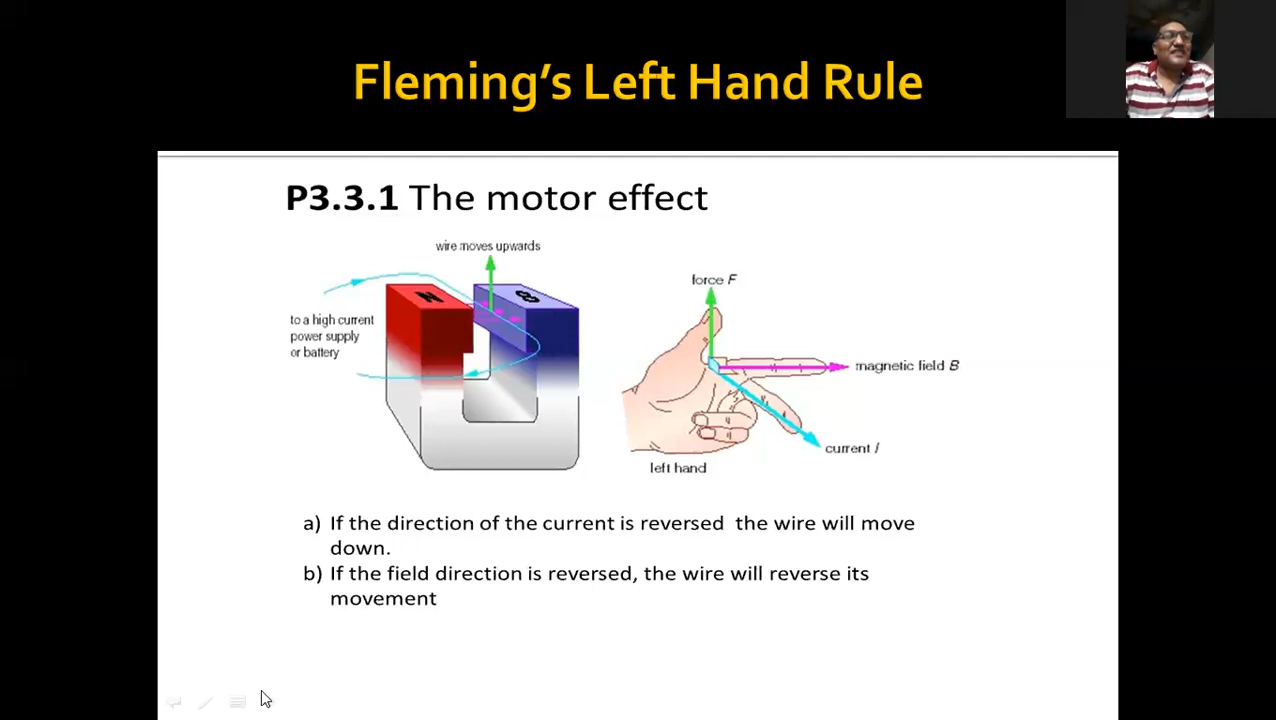 Fleming's Left Hand Rule
P3.3.1 The motor effect
wire moves upwards
N
S
to a high current
power supply
or battery
force F
magnetic field B
current I
left hand
a) If the direction of the current is reversed the wire will move
down.
b) If the field direction is reversed, the wire will reverse its
movement